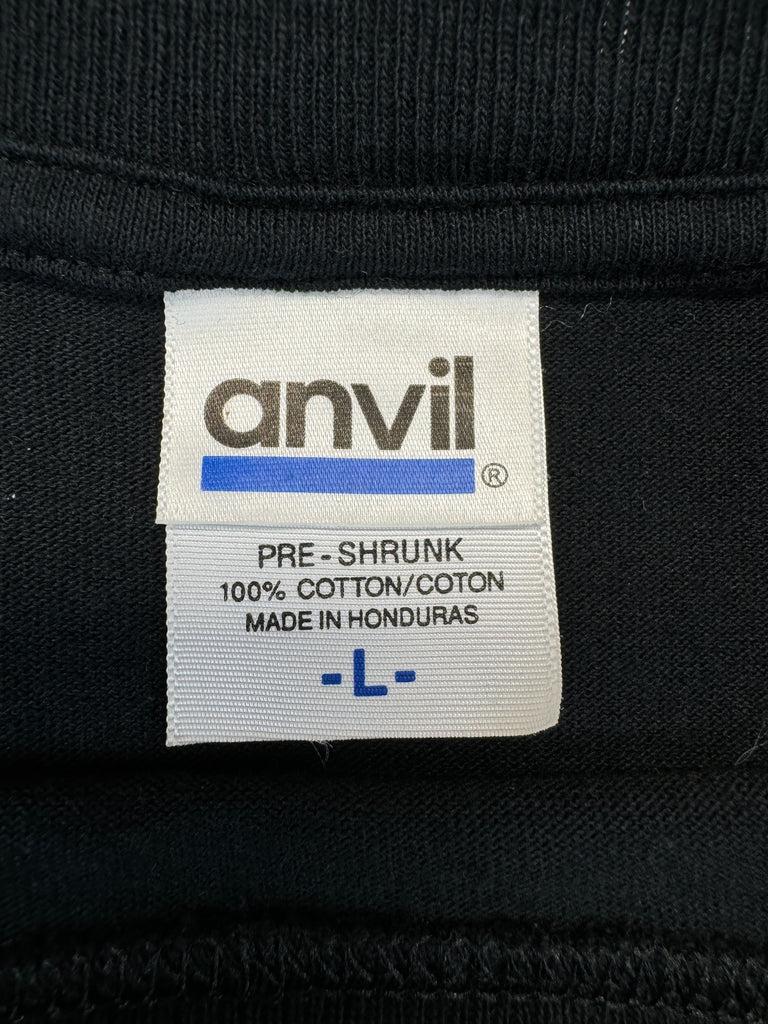 anvil®
PRE-SHRUNK
100% COTTON/COTON
MADE IN HONDURAS
-L-